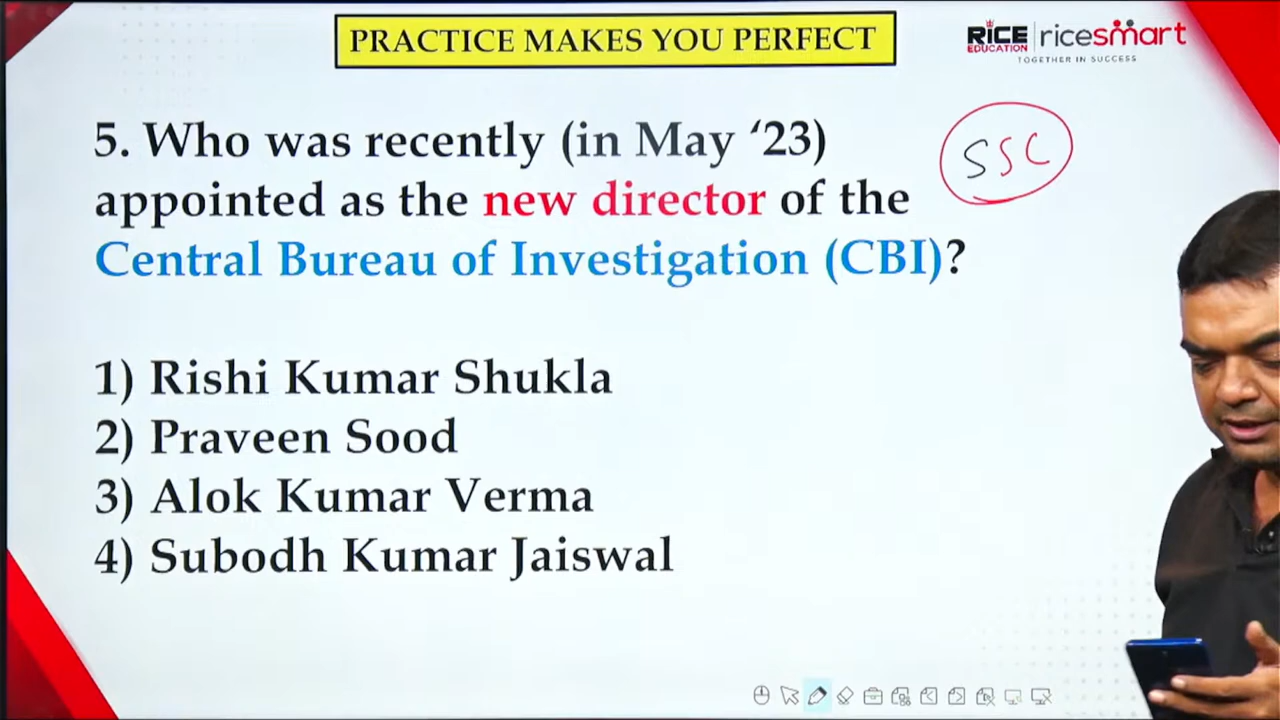 PRACTICE MAKES YOU PERFECT
RICE EDUCATION ricesmart
TOGETHER IN SUCCESS
5. Who was recently (in May ‘23)
appointed as the new director of the
Central Bureau of Investigation (CBI)?
SSC
1) Rishi Kumar Shukla
2) Praveen Sood
3) Alok Kumar Verma
4) Subodh Kumar Jaiswal